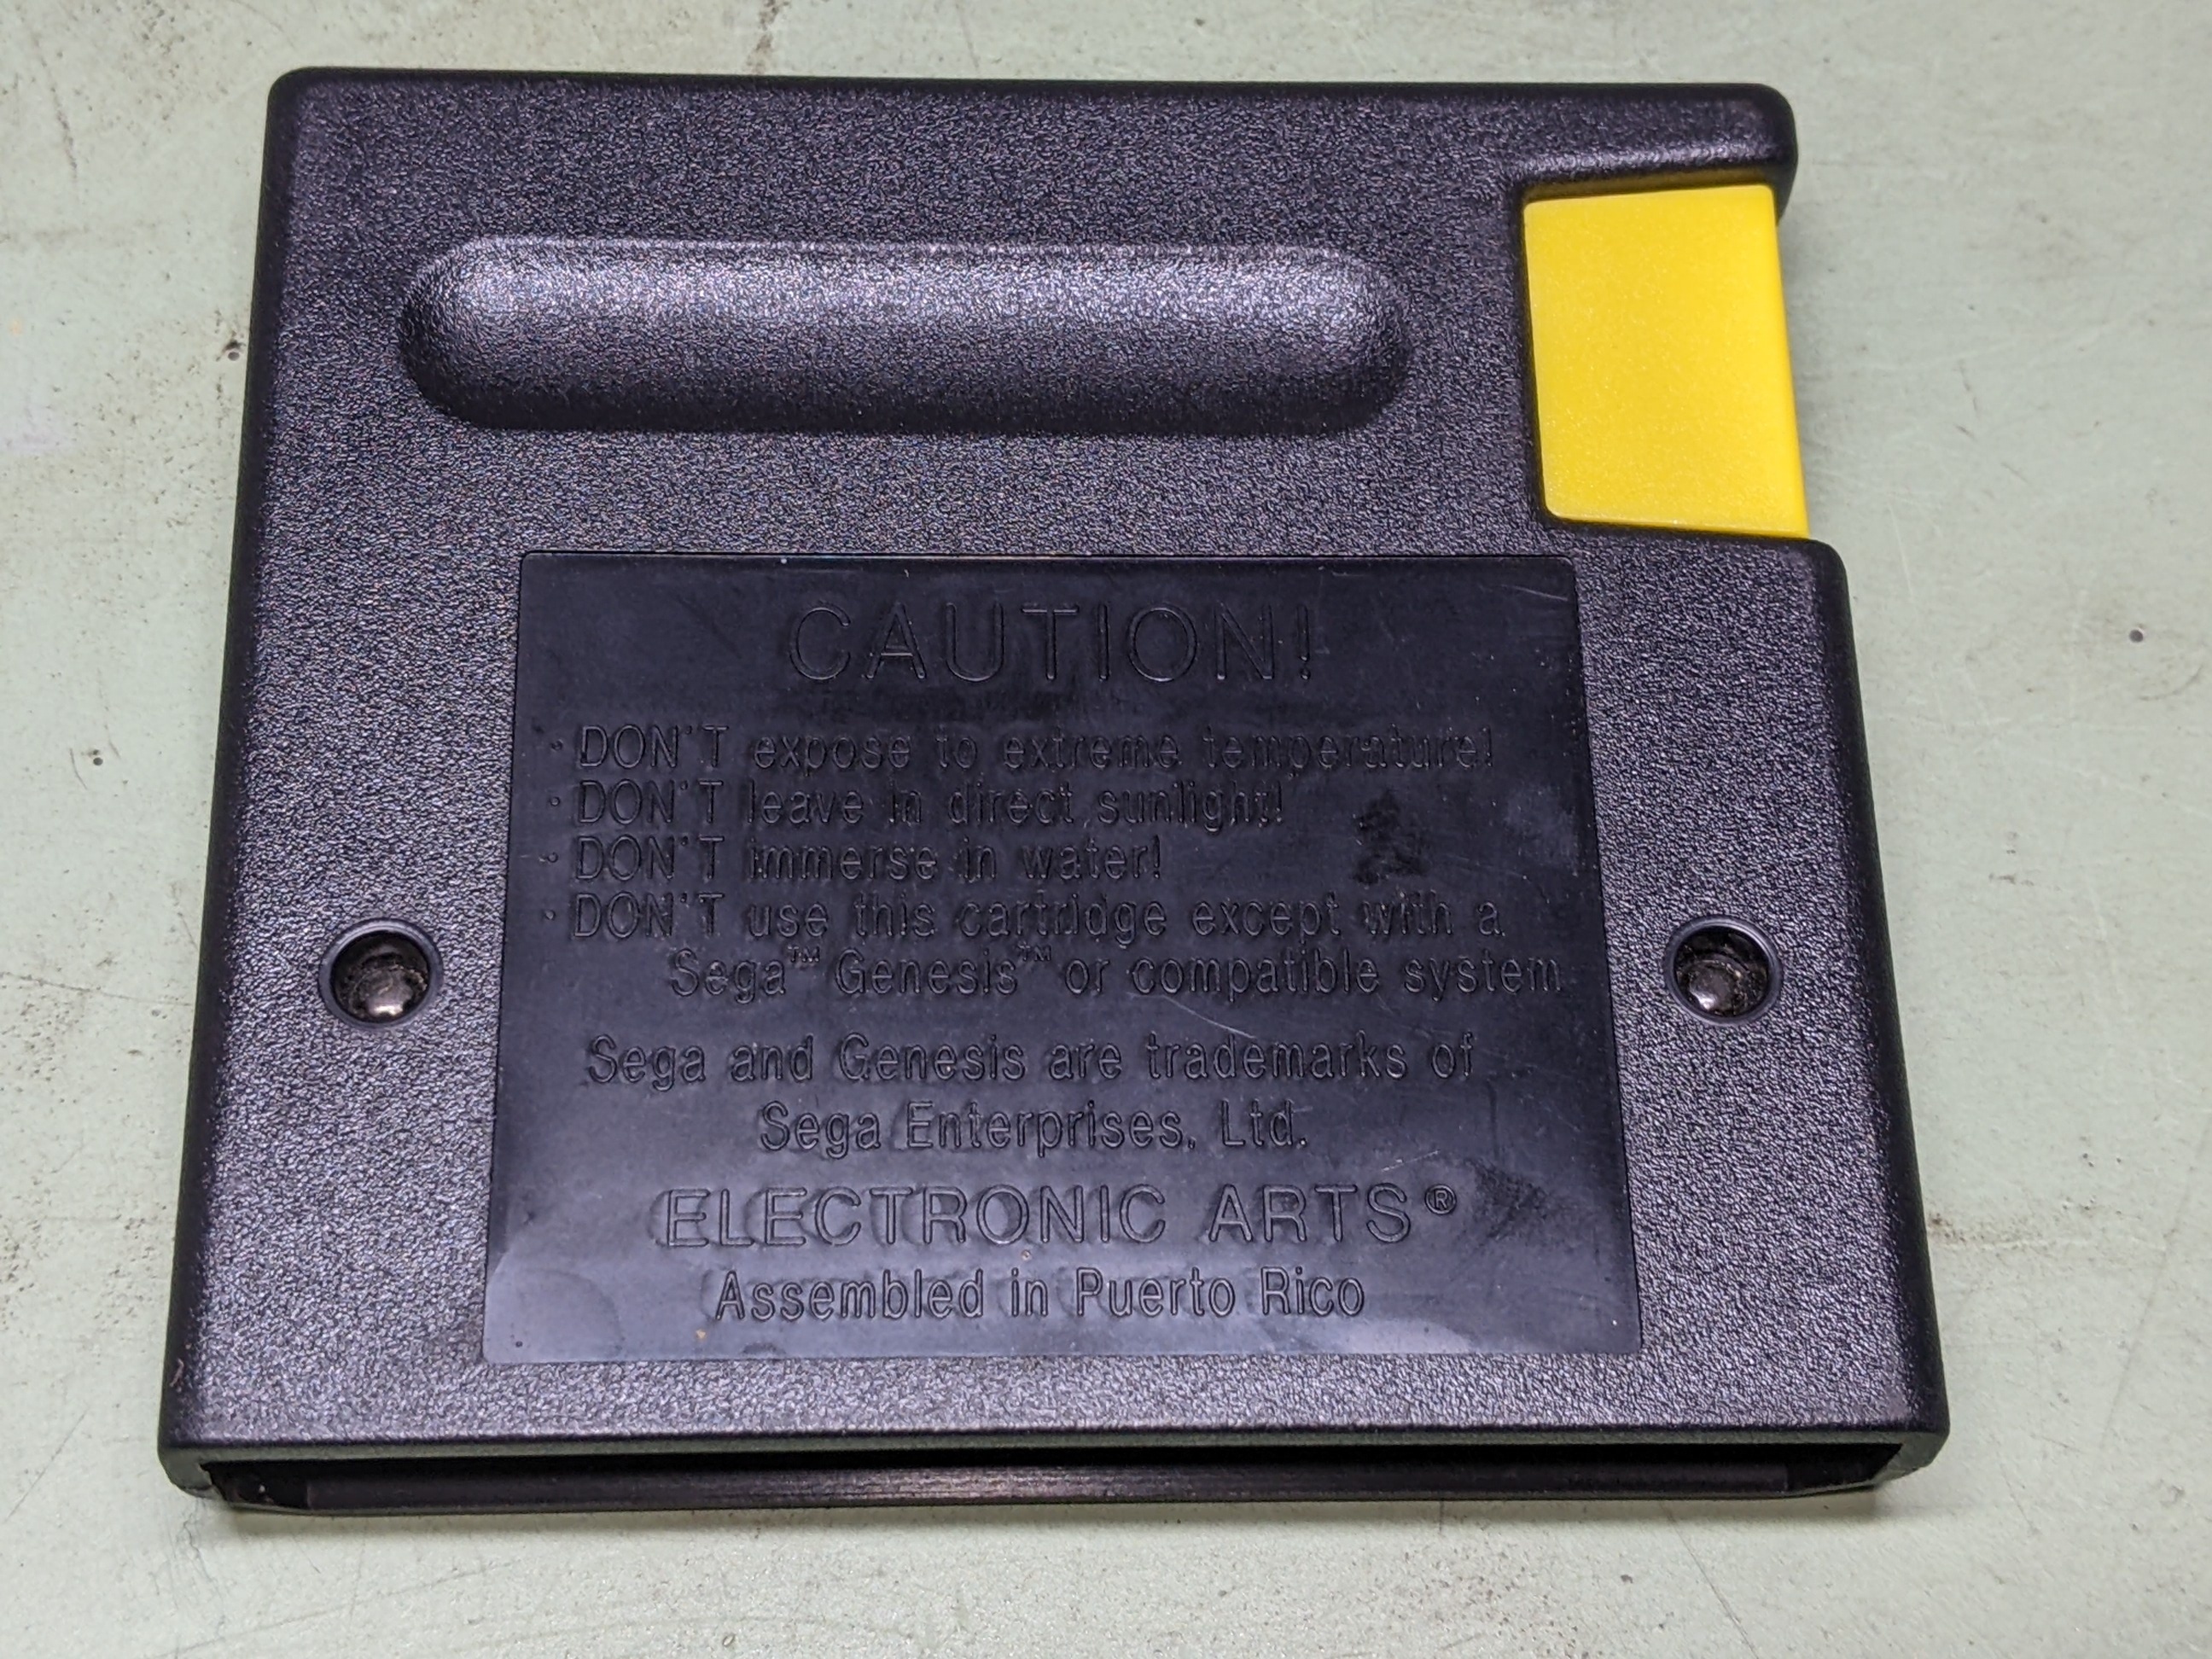 CAUTION!
· DON'T expose to extreme temperature!
· DON'T leave in direct sunlight!
· DON'T immerse in water!
· DON'T use this cartridge except with a
Sega™ Genesis™ or compatible system
Sega and Genesis are trademarks of
Sega Enterprises, Ltd.
ELECTRONIC ARTS®
Assembled in Puerto Rico